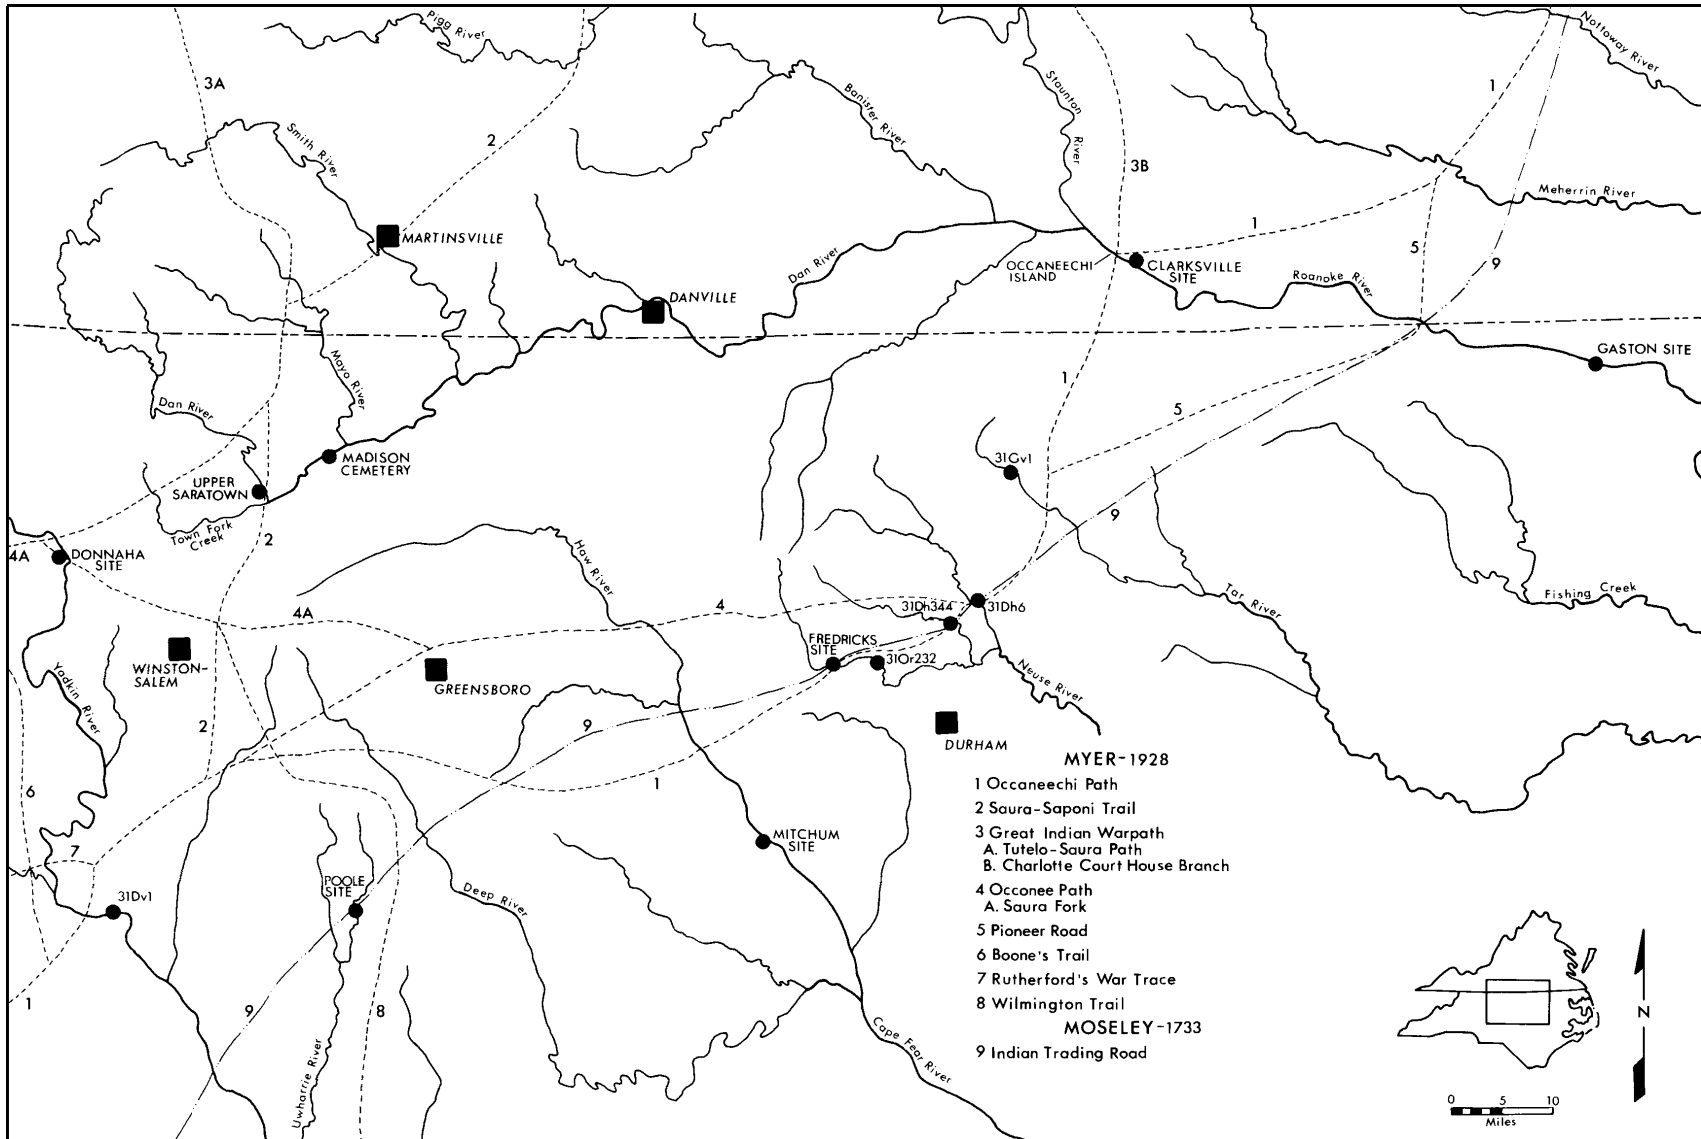 Pigg River
Nottoway River
3A
1
Staunton
River
Banister River
Smith River
2
3B
Meherrin River
1
MARTINSVILLE
5
9
Dan River
OCCANEECHI
ISLAND
CLARKSVILLE
SITE
Roanoke River
DANVILLE
GASTON SITE
Mayo River
1
Dan River
5
31Gv1
MADISON
CEMETERY
UPPER
SARATOWN
9
Town Fork
Creek
2
4A
DONNAHA
SITE
Haw River
Tar River
Fishing Creek
4A
4
31Dh344
31Dh6
FREDRICKS
SITE
31Or232
WINSTON-
SALEM
Yadkin River
GREENSBORO
Neuse River
2
9
DURHAM
1
6
7
MITCHUM
SITE
31Dv1
POOLE
SITE
Deep River
1
9
8
Uwharrie River
Cape Fear River
MYER-1928
1 Occaneechi Path
2 Saura-Saponi Trail
3 Great Indian Warpath
A. Tutelo-Saura Path
B. Charlotte Court House Branch
4 Occonee Path
A. Saura Fork
5 Pioneer Road
6 Boone's Trail
7 Rutherford's War Trace
8 Wilmington Trail
MOSELEY-1733
9 Indian Trading Road
N
0 5 10
Miles